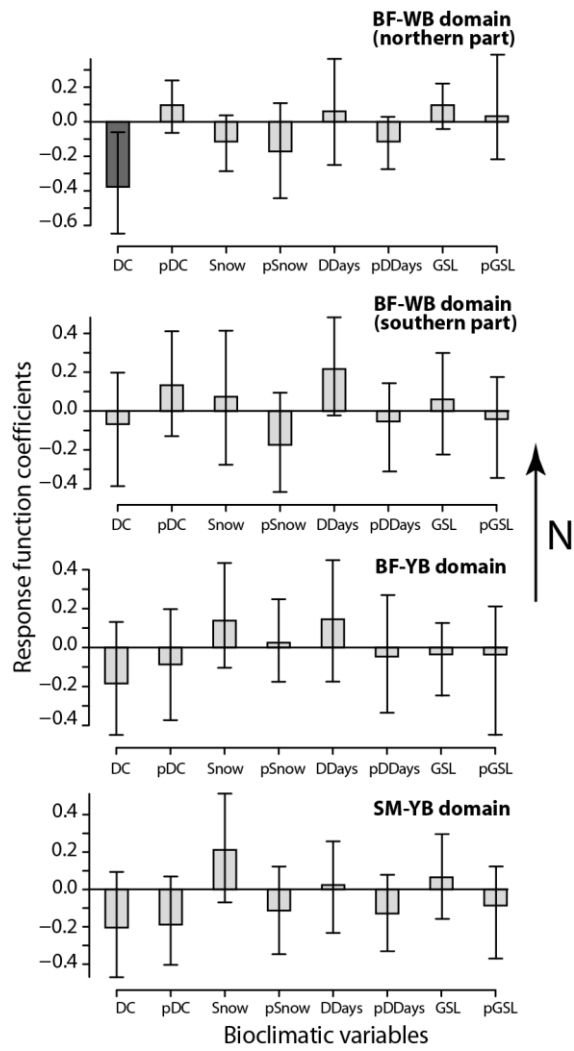 BF-WB domain
(northern part)
0.2
0.0
−0.2
−0.4
−0.6
DC pDC Snow pSnow DDays pDDays GSL pGSL
BF-WB domain
(southern part)
0.4
0.2
0.0
−0.2
−0.4
DC pDC Snow pSnow DDays pDDays GSL pGSL
Response function coefficients
N
BF-YB domain
0.4
0.2
0.0
−0.2
−0.4
DC pDC Snow pSnow DDays pDDays GSL pGSL
SM-YB domain
0.4
0.2
0.0
−0.2
−0.4
DC pDC Snow pSnow DDays pDDays GSL pGSL
Bioclimatic variables